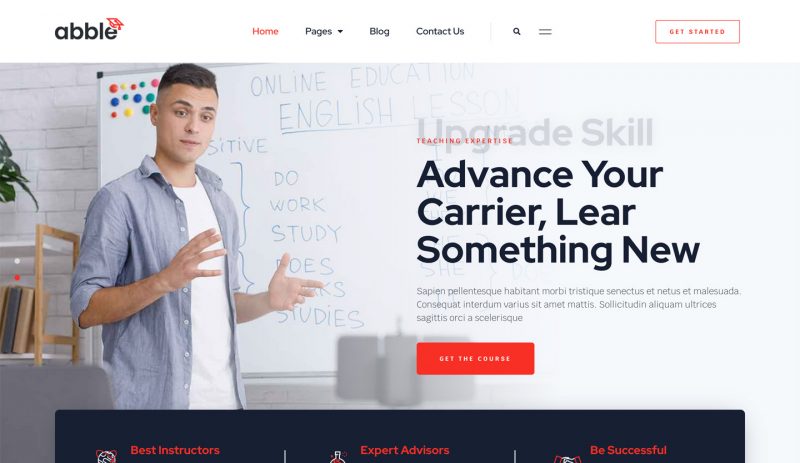 abble
Home
Pages
Blog
Contact Us
GET STARTED
ONLINE EDUCATION
ENGLISH LESSON
SITIVE
DO
WORK
STUDY
DOES
STUDIES
Upgrade Skill
TEACHING EXPERTISE
Advance Your
Carrier, Lear
Something New
Sapien pellentesque habitant morbi tristique senectus et netus et malesuada.
Consequat interdum varius sit amet mattis. Sollicitudin aliquam ultrices
sagittis orci a scelerisque
GET THE COURSE
Best Instructors
Expert Advisors
Be Successful